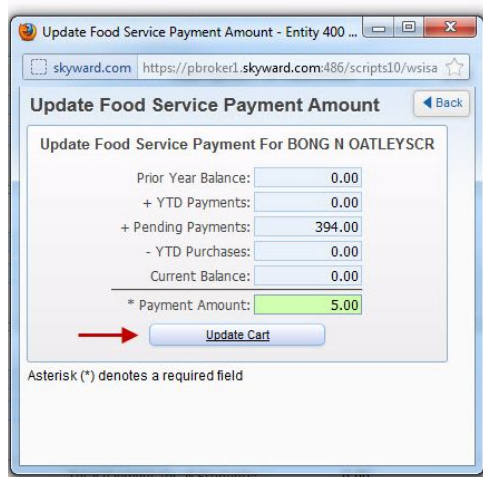 Update Food Service Payment Amount - Entity 400 ...
skyward.com https://pbroker1.skyward.com:486/scripts10/wsisa
Update Food Service Payment Amount
Back
Update Food Service Payment For BONG N OATLEYSCR
Prior Year Balance: 0.00
+ YTD Payments: 0.00
+ Pending Payments: 394.00
- YTD Purchases: 0.00
Current Balance: 0.00
* Payment Amount: 5.00
Update Cart
Asterisk (*) denotes a required field